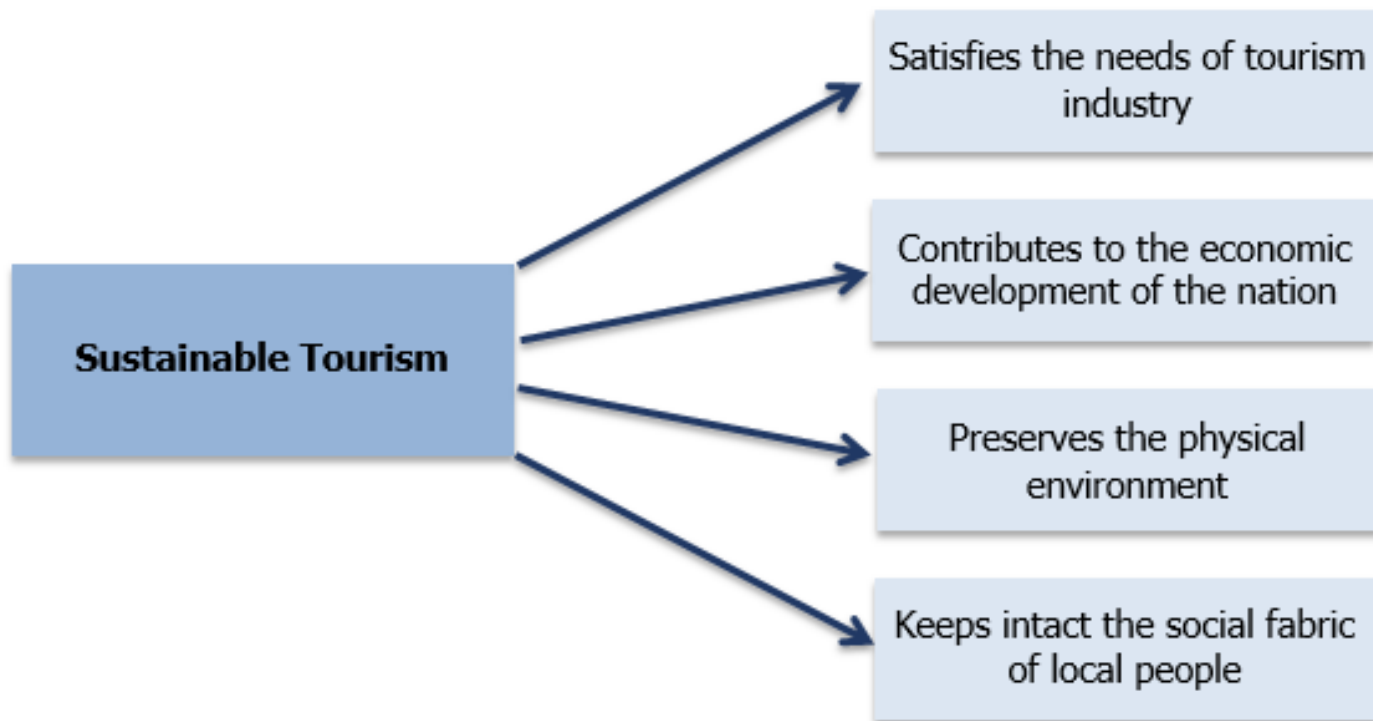 Satisfies the needs of tourism
industry
Contributes to the economic
development of the nation
Sustainable Tourism
Preserves the physical
environment
Keeps intact the social fabric
of local people